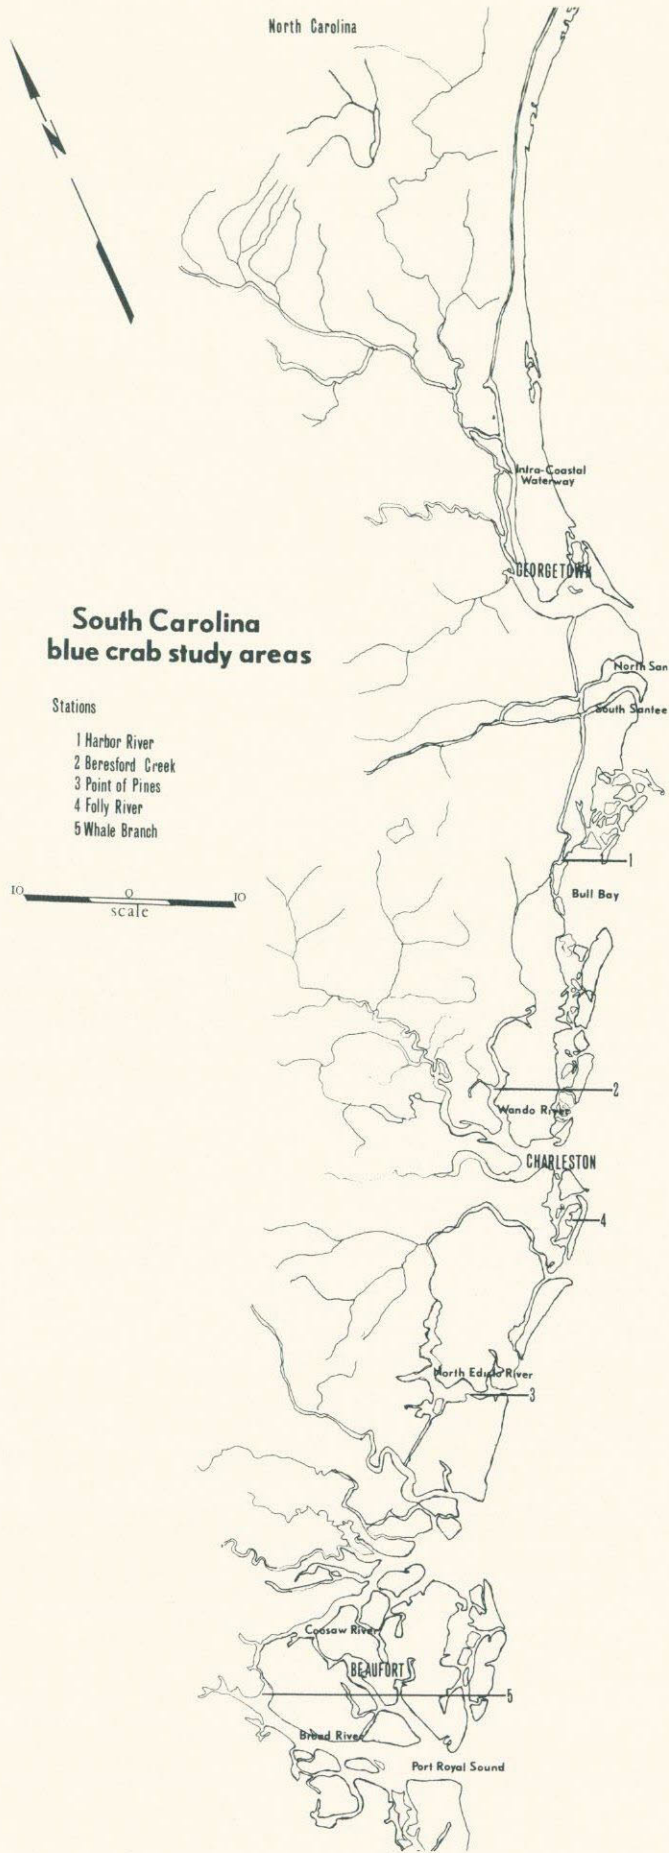 North Carolina
N
Intra-Coastal
Waterway
GEORGETOWN
South Carolina
blue crab study areas
North San
South Santee
Stations
1 Harbor River
2 Beresford Creek
3 Point of Pines
4 Folly River
5 Whale Branch
1
10 0 10
scale
Bull Bay
2
Wando River
CHARLESTON
4
North Edisto River
3
Coosaw River
BEAUFORT
5
Broad River
Port Royal Sound